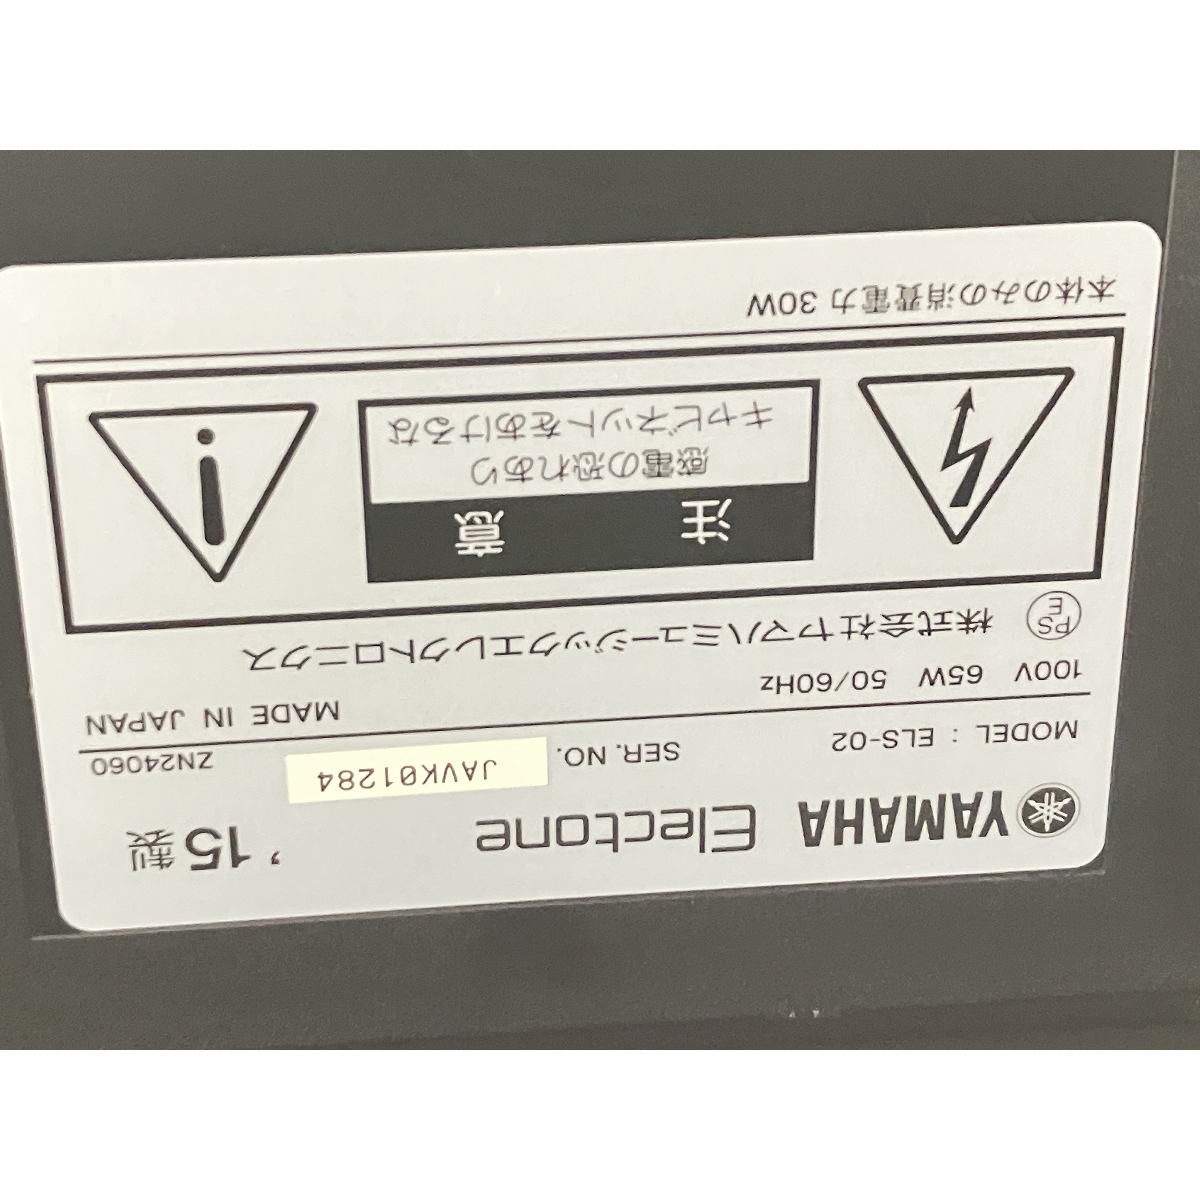 YAMAHA Electone '15製
MODEL : ELS-02 SER. NO. JAVK01284 ZN24060
100V 65W 50/60Hz MADE IN JAPAN
PSE 株式会社ヤマハミュージックエレクトロニクス
注意
感電の恐れあり
キャビネットをあけるな
本体のみの消費電力 30W